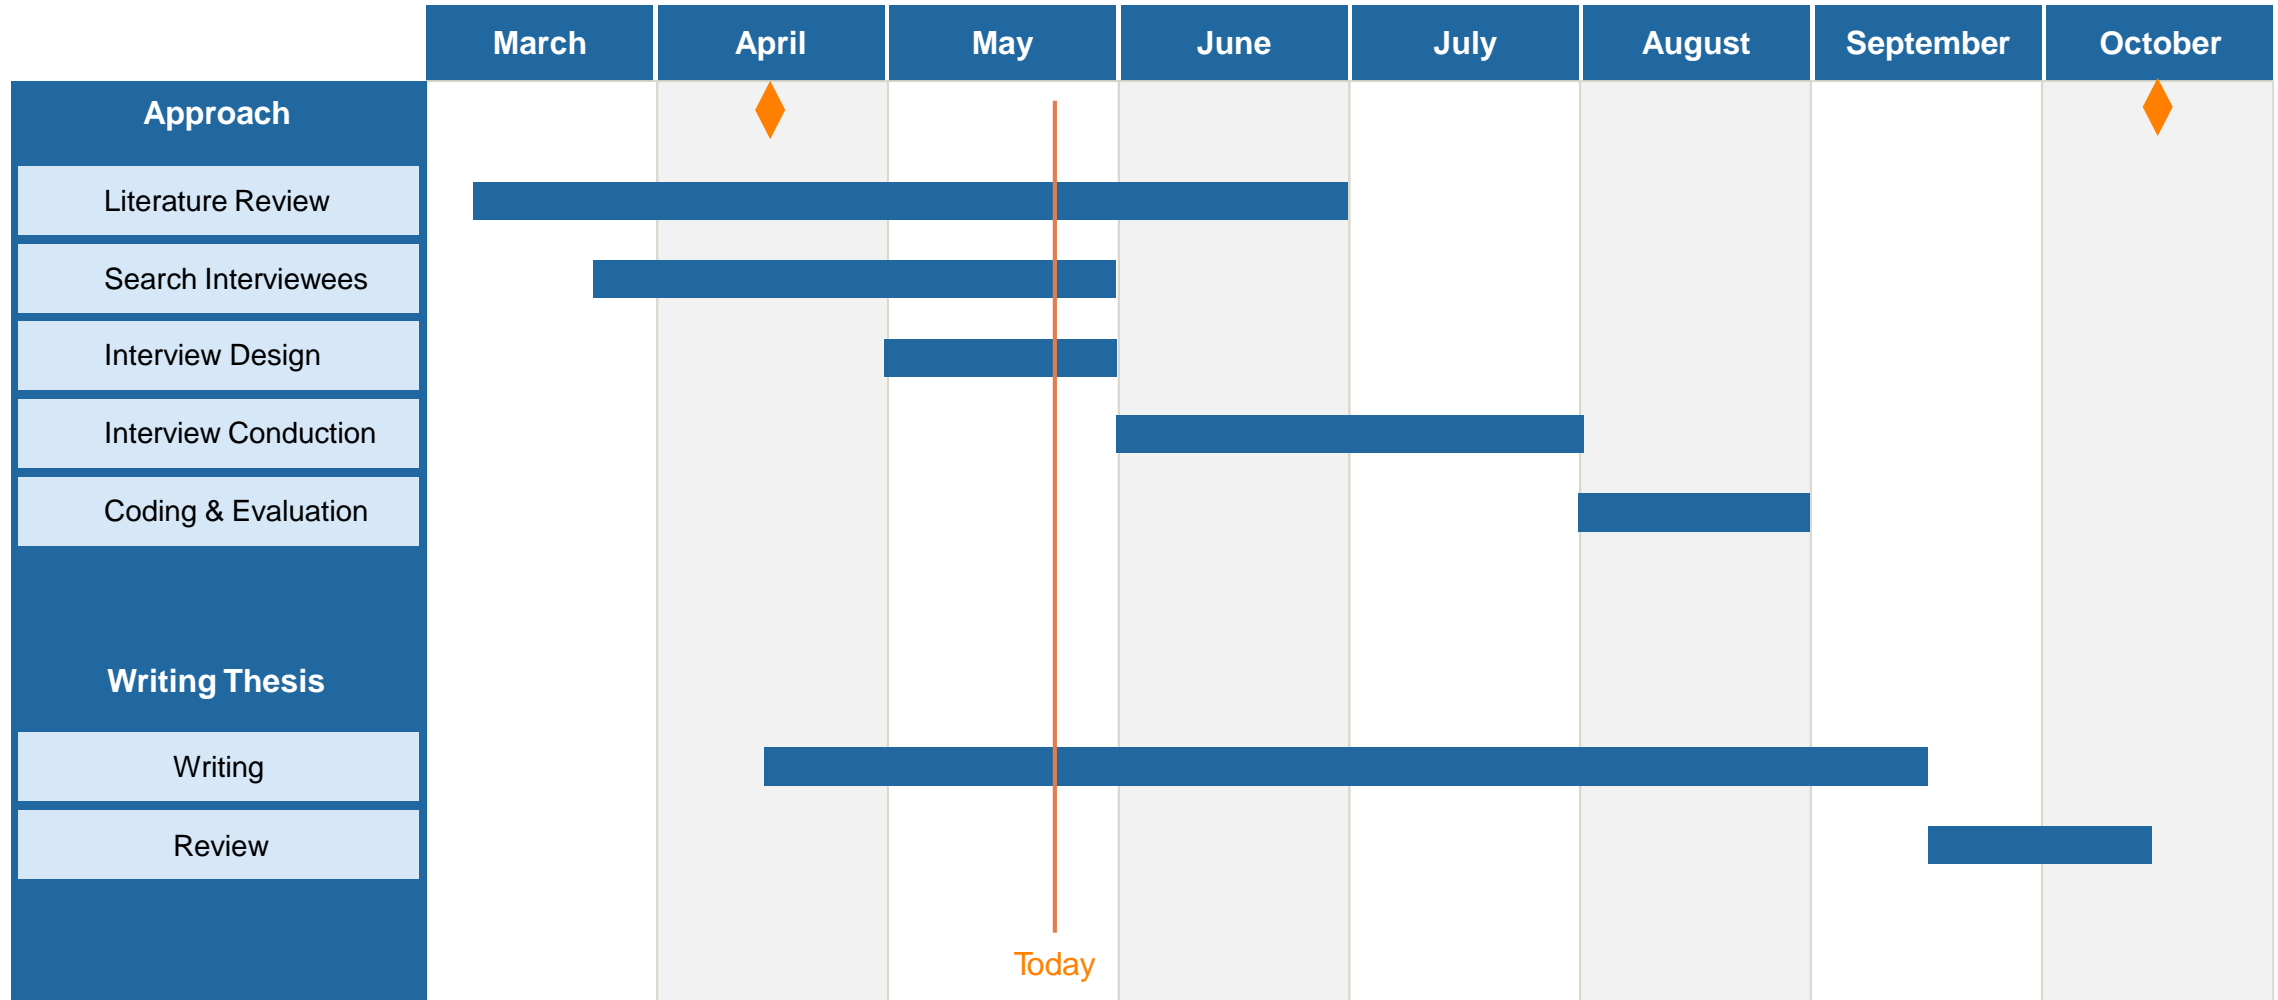 March April May June July August September October
Approach
Literature Review
Search Interviewees
Interview Design
Interview Conduction
Coding & Evaluation
Writing Thesis
Writing
Review
Today